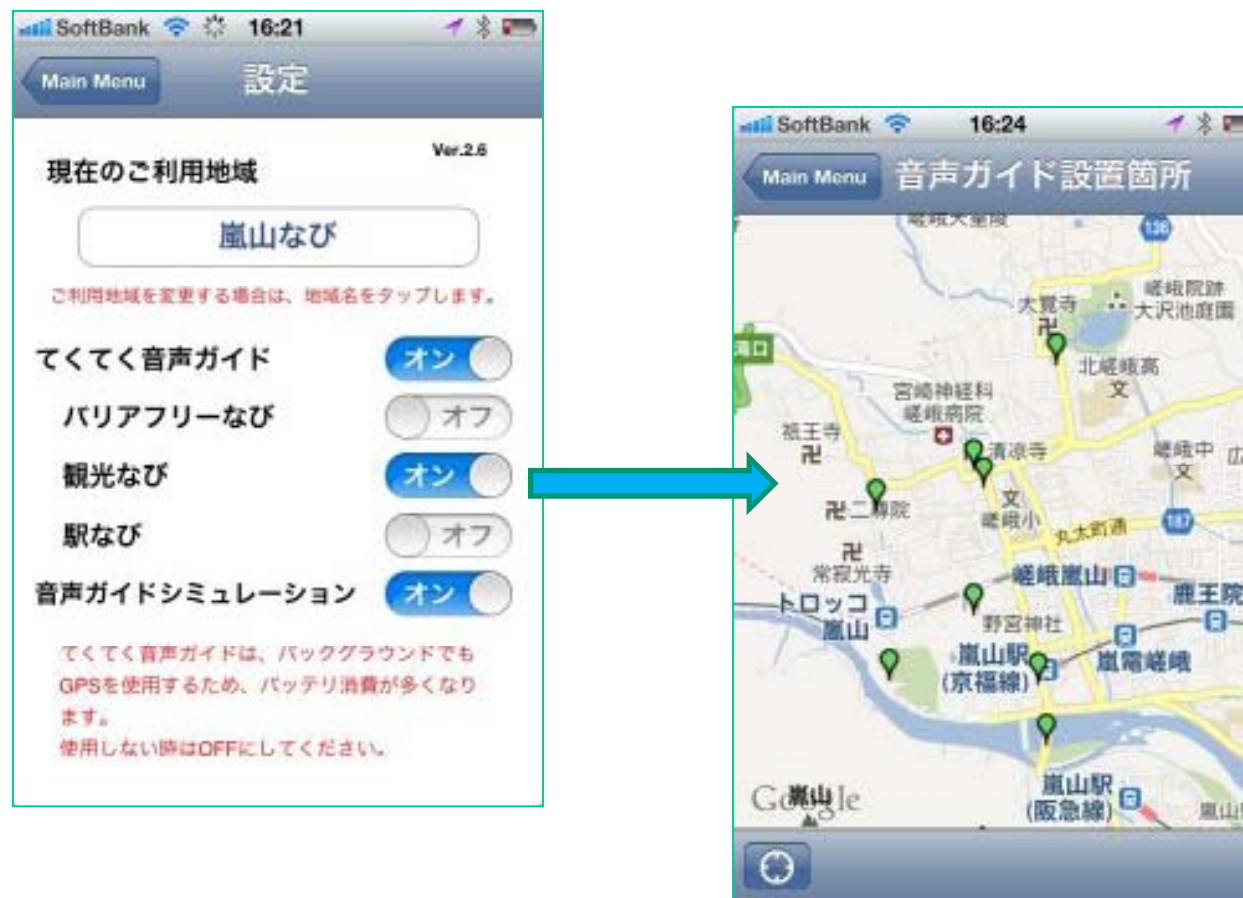 SoftBank 16:21
Main Menu 設定
Ver.2.6
現在のご利用地域
嵐山なび
ご利用地域を変更する場合は、地域名をタップします。
てくてく音声ガイド オン
バリアフリーなび オフ
観光なび オン
駅なび オフ
音声ガイドシミュレーション オン
てくてく音声ガイドは、バックグラウンドでも
GPSを使用するため、バッテリ消費が多くなり
ます。
使用しない時はOFFにしてください。
SoftBank 16:24
Main Menu 音声ガイド設置箇所
136
嵯峨院跡
大沢池庭園
大覚寺
北嵯峨高
文
宮崎神経科
嵯峨病院
祇王寺
清凉寺
嵯峨中
文
二尊院
文
嵯峨小
丸太町通
187
常寂光寺
嵯峨嵐山
鹿王院
トロッコ
嵐山
野宮神社
嵐山駅
(京福線)
嵐電嵯峨
嵐山駅
(阪急線)
嵐山
Google